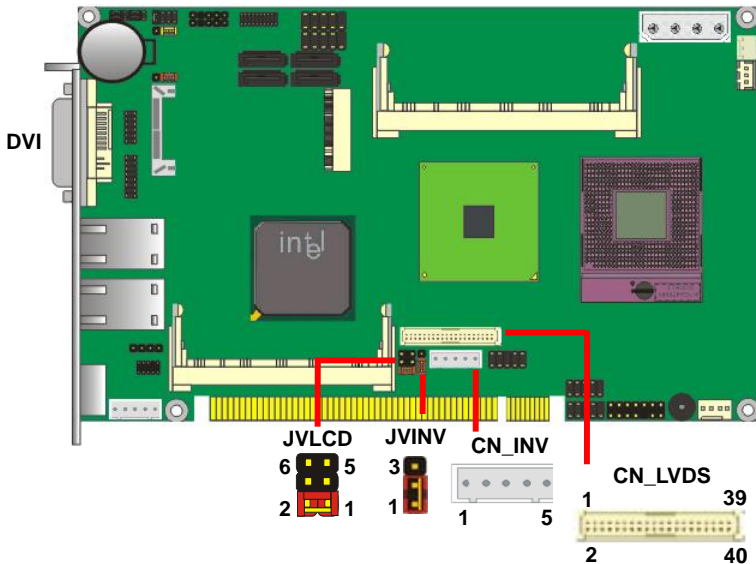 intel
DVI
JVLCD
6 5
2 1
JVINV
3
1
CN_INV
1 5
CN_LVDS
1 39
2 40